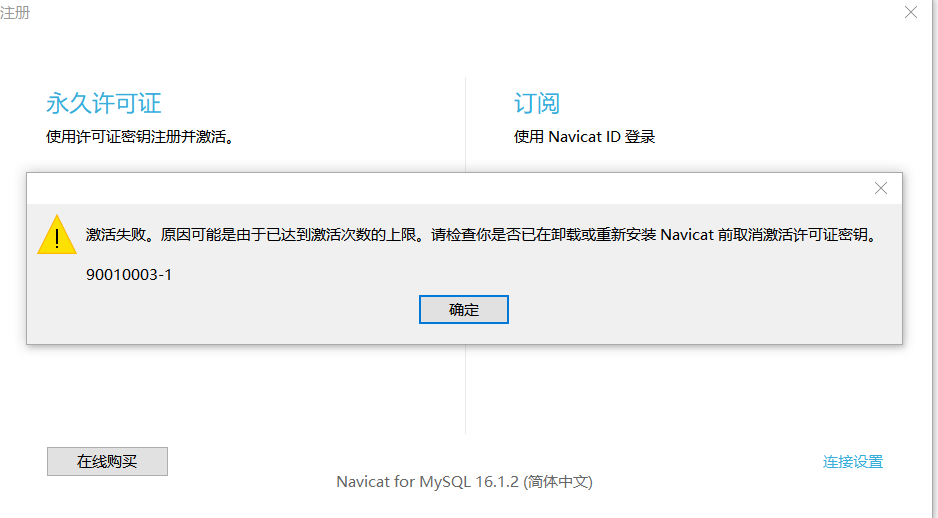 注册
永久许可证
订阅
使用许可证密钥注册并激活。
使用 Navicat ID 登录
激活失败。原因可能是由于已达到激活次数的上限。请检查你是否已在卸载或重新安装 Navicat 前取消激活许可证密钥。
90010003-1
确定
在线购买
连接设置
Navicat for MySQL 16.1.2 (简体中文)